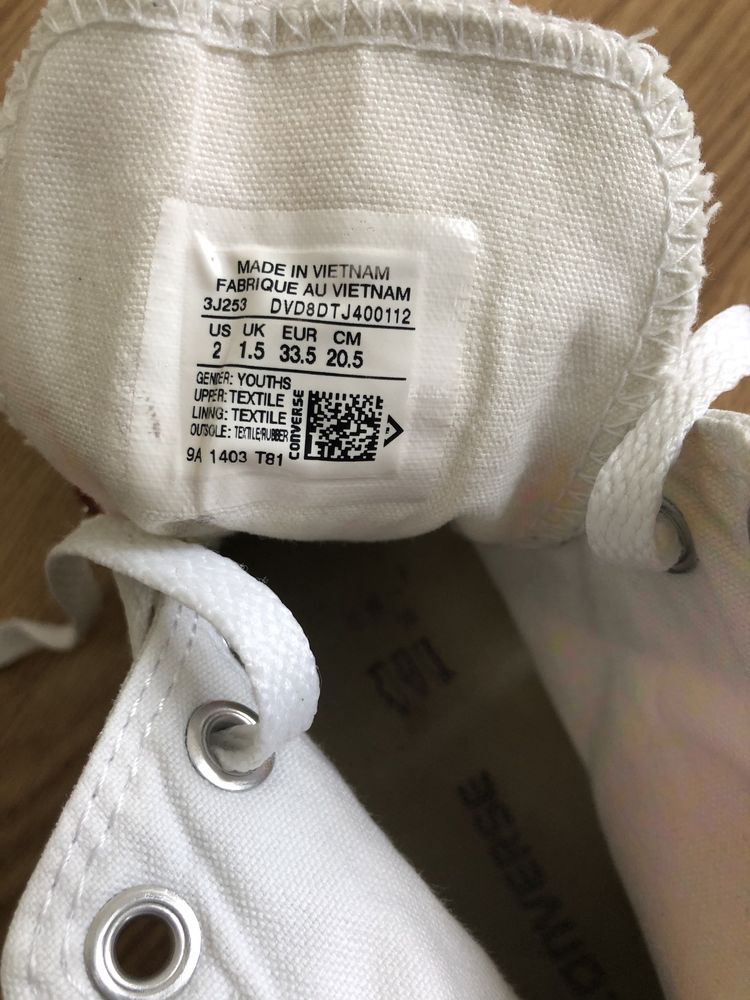 MADE IN VIETNAM
FABRIQUE AU VIETNAM
3J253 DVD8DTJ400112
US UK EUR CM
2 1.5 33.5 20.5
GENDER: YOUTHS
UPPER: TEXTILE
LINING: TEXTILE
OUTSOLE: TEXTILE/RUBBER
CONVERSE
9A 1403 T81
CONVERSE